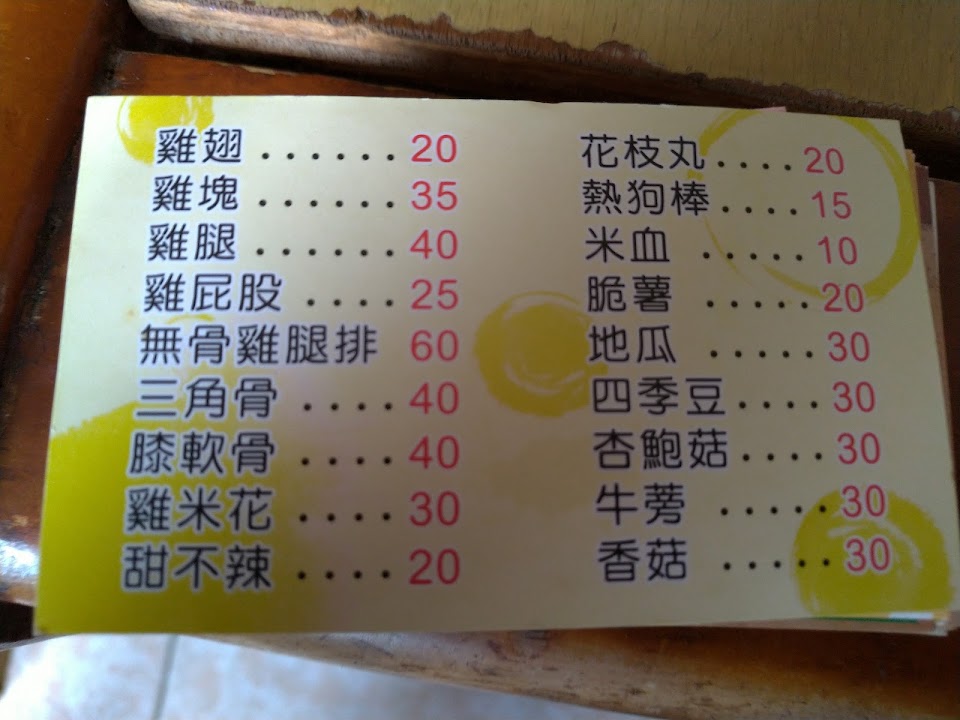 雞翅 ...... 20
雞塊 ...... 35
雞腿 ...... 40
雞屁股 .... 25
無骨雞腿排 60
三角骨 .... 40
膝軟骨 .... 40
雞米花 .... 30
甜不辣 .... 20
花枝丸 .... 20
熱狗棒 .... 15
米血 ..... 10
脆薯 ..... 20
地瓜 ..... 30
四季豆 .... 30
杏鮑菇 .... 30
牛蒡 ..... 30
香菇 ..... 30